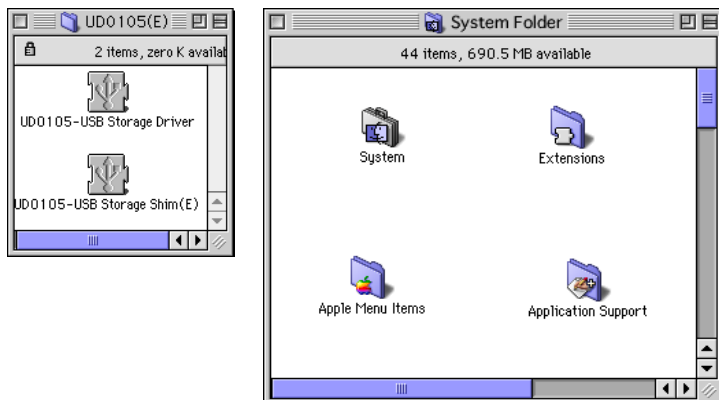 UD0105(E)
2 items, zero K availab
UD0105-USB Storage Driver
UD0105-USB Storage Shim(E)
System Folder
44 items, 690.5 MB available
System
Extensions
Apple Menu Items
Application Support